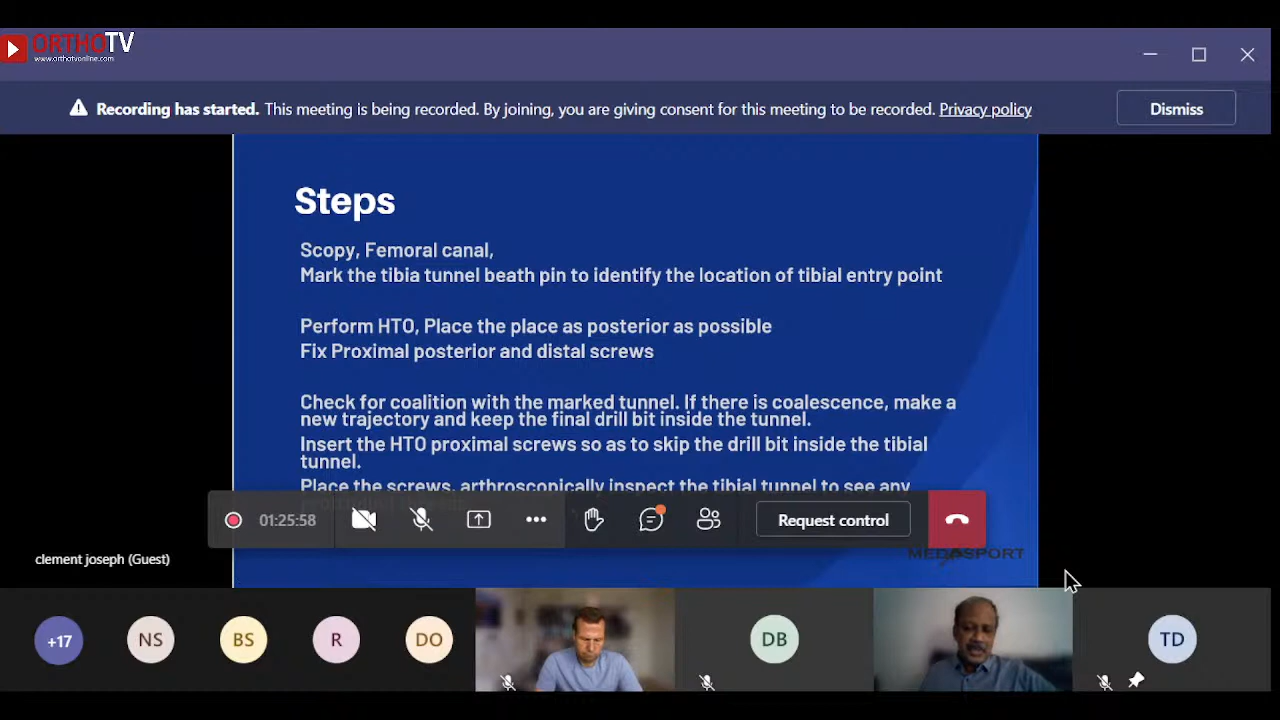 ORTHOTV
www.orthotvonline.com
Recording has started. This meeting is being recorded. By joining, you are giving consent for this meeting to be recorded. Privacy policy
Dismiss
Steps
Scopy, Femoral canal,
Mark the tibia tunnel beath pin to identify the location of tibial entry point
Perform HTO, Place the place as posterior as possible
Fix Proximal posterior and distal screws
Check for coalition with the marked tunnel. If there is coalescence, make a
new trajectory and keep the final drill bit inside the tunnel.
Insert the HTO proximal screws so as to skip the drill bit inside the tibial
tunnel.
Place the screws, arthroscopically inspect the tibial tunnel to see any
01:25:58
Request control
clement joseph (Guest)
+17
NS
BS
R
DO
DB
TD